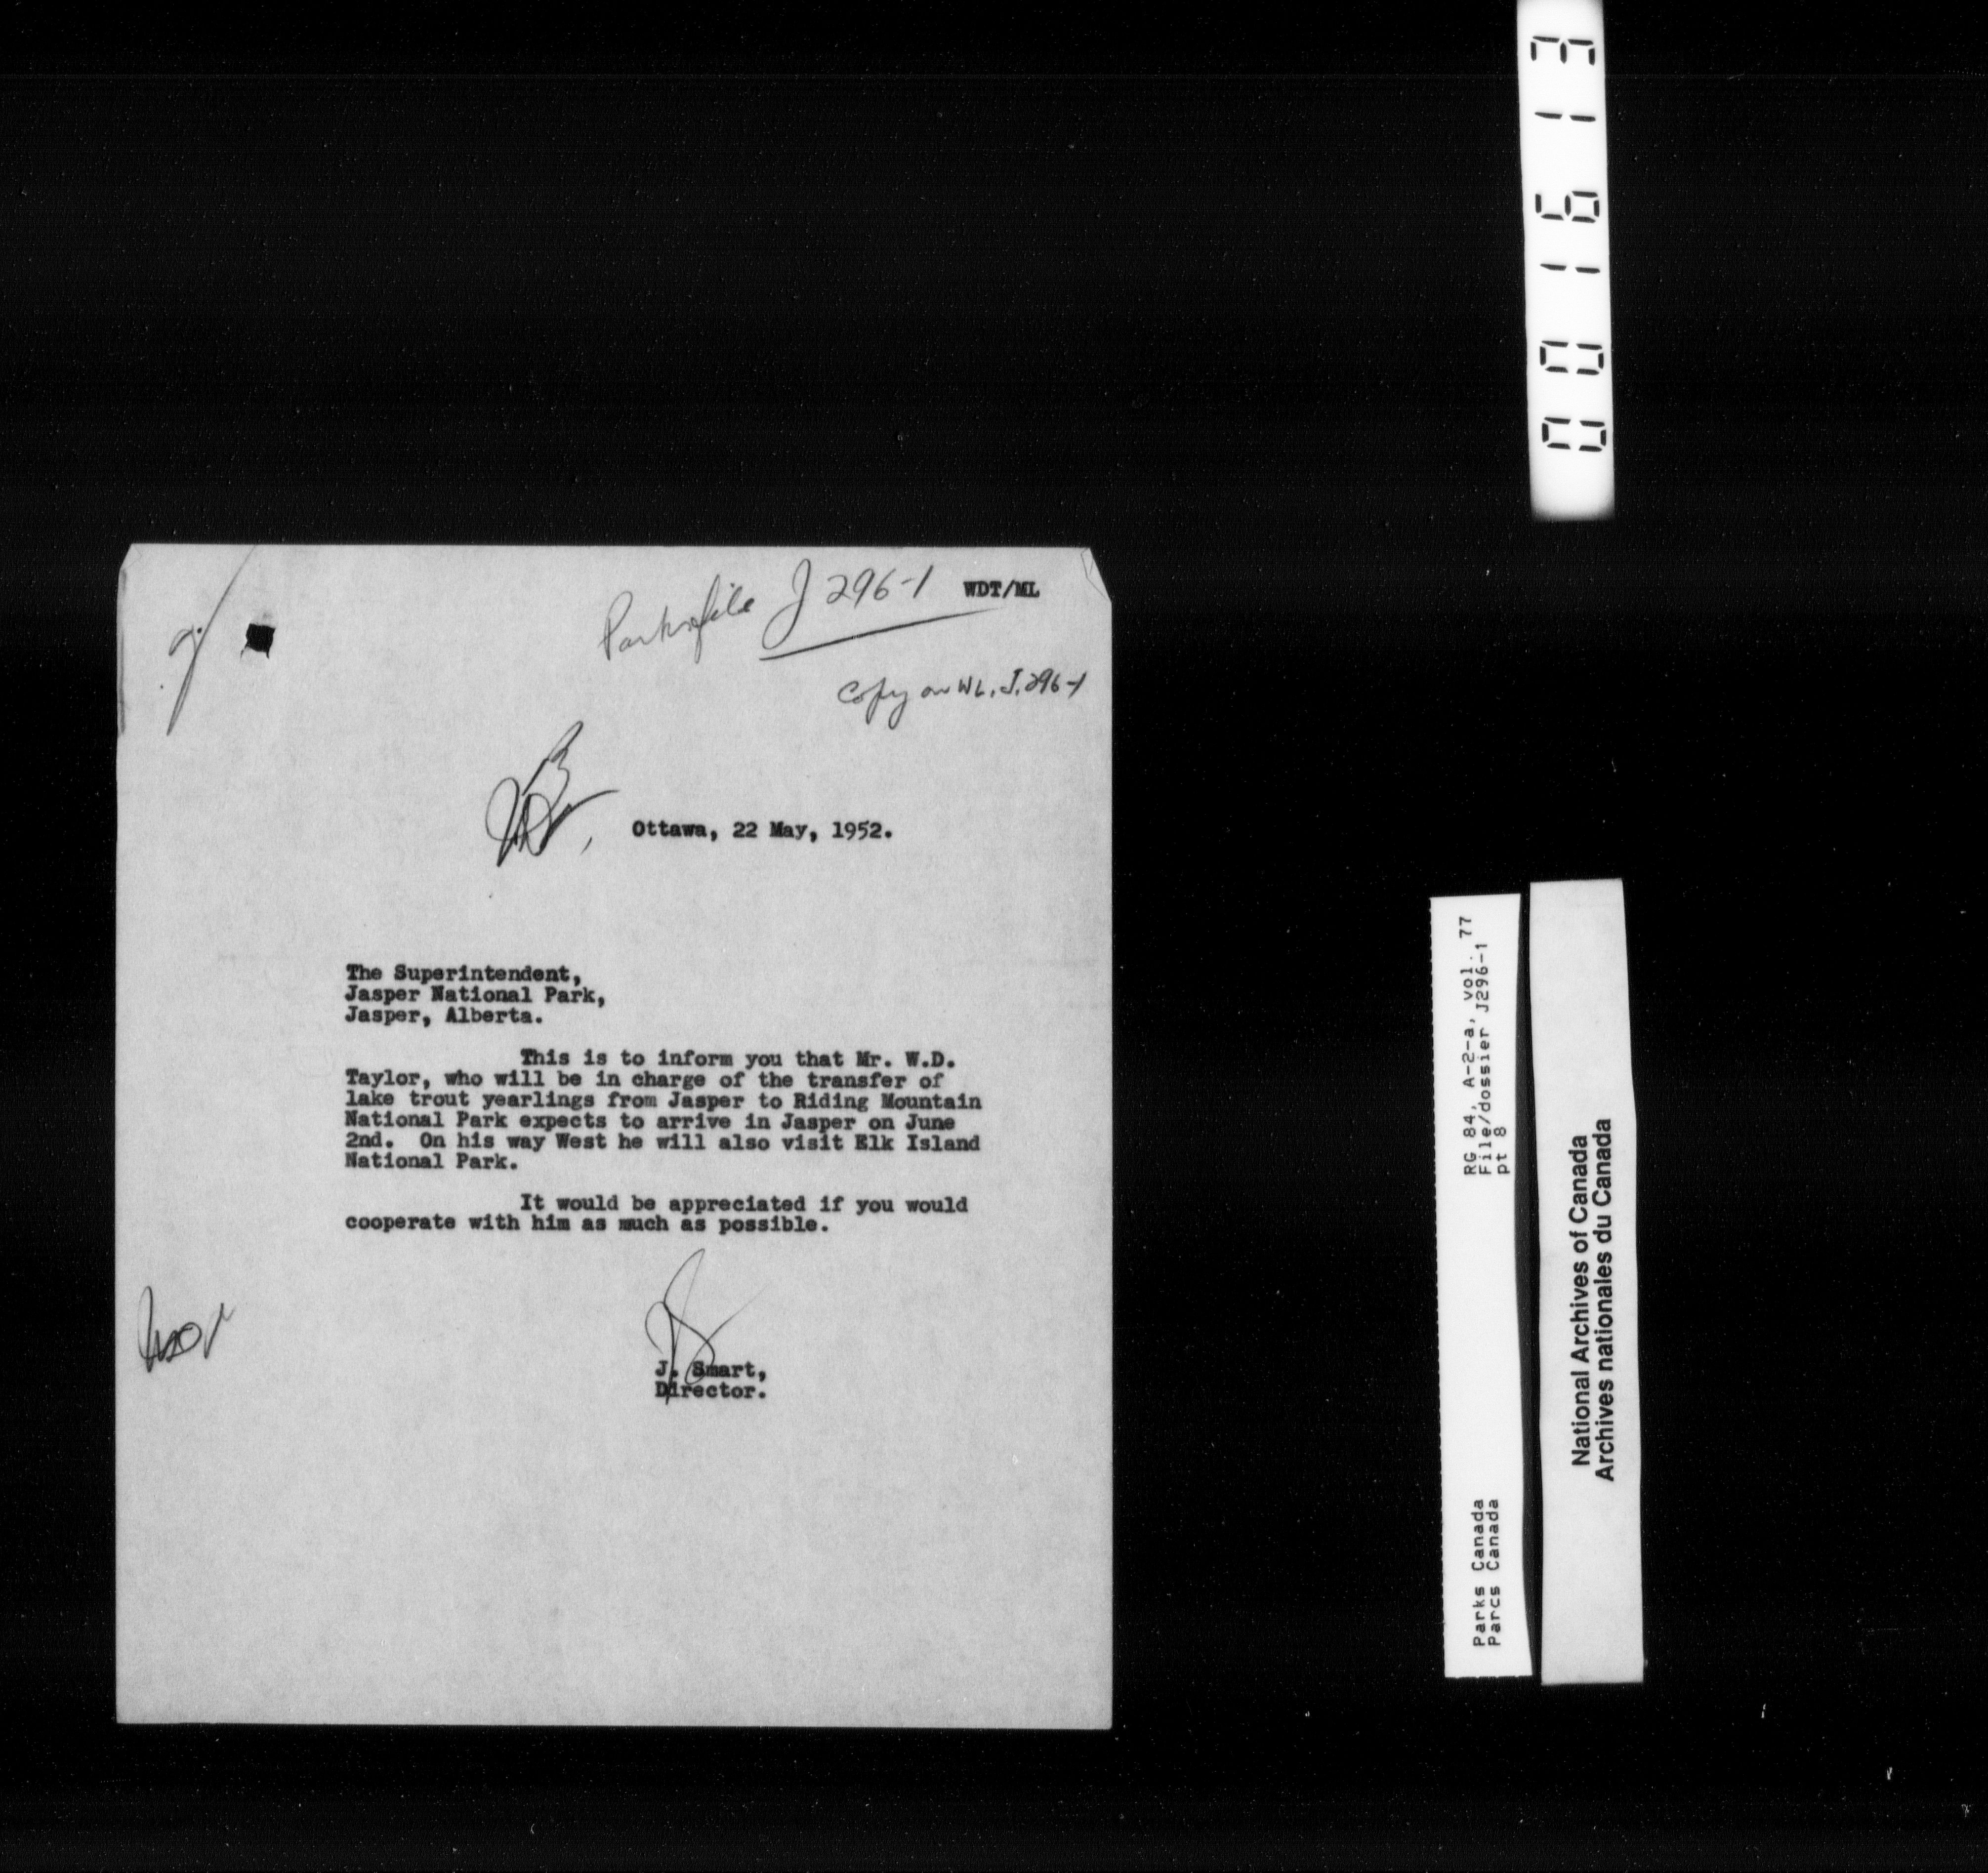 Parks file J 296-1 WDT/ML
Copy on WL. J. 296-1
Ottawa, 22 May, 1952.
The Superintendent,
Jasper National Park,
Jasper, Alberta.
This is to inform you that Mr. W.D.
Taylor, who will be in charge of the transfer of
lake trout yearlings from Jasper to Riding Mountain
National Park expects to arrive in Jasper on June
2nd. On his way West he will also visit Elk Island
National Park.
It would be appreciated if you would
cooperate with him as much as possible.
J. Smart,
Director.
001613
Parks Canada
Parcs Canada
RG 84, A-2-a, vol. 77
File/dossier J296-1
pt 8
National Archives of Canada
Archives nationales du Canada